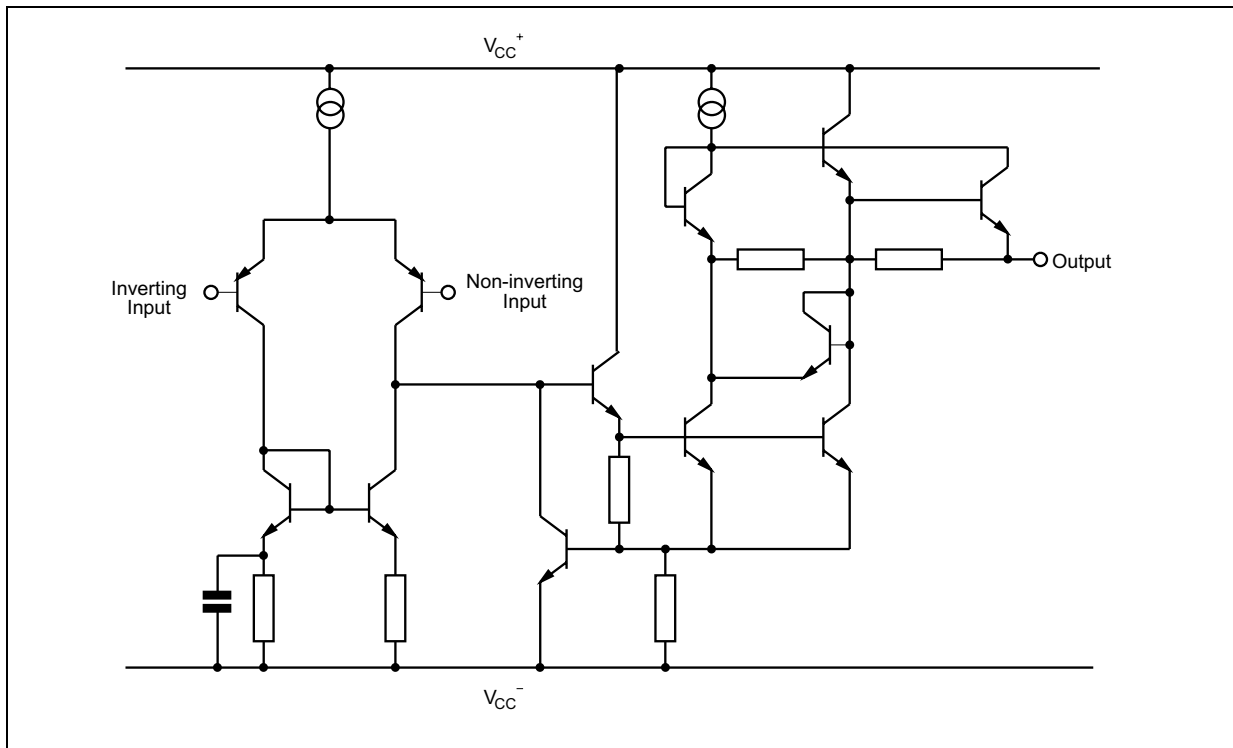 VCC+
Inverting
Input
Non-inverting
Input
Output
VCC−